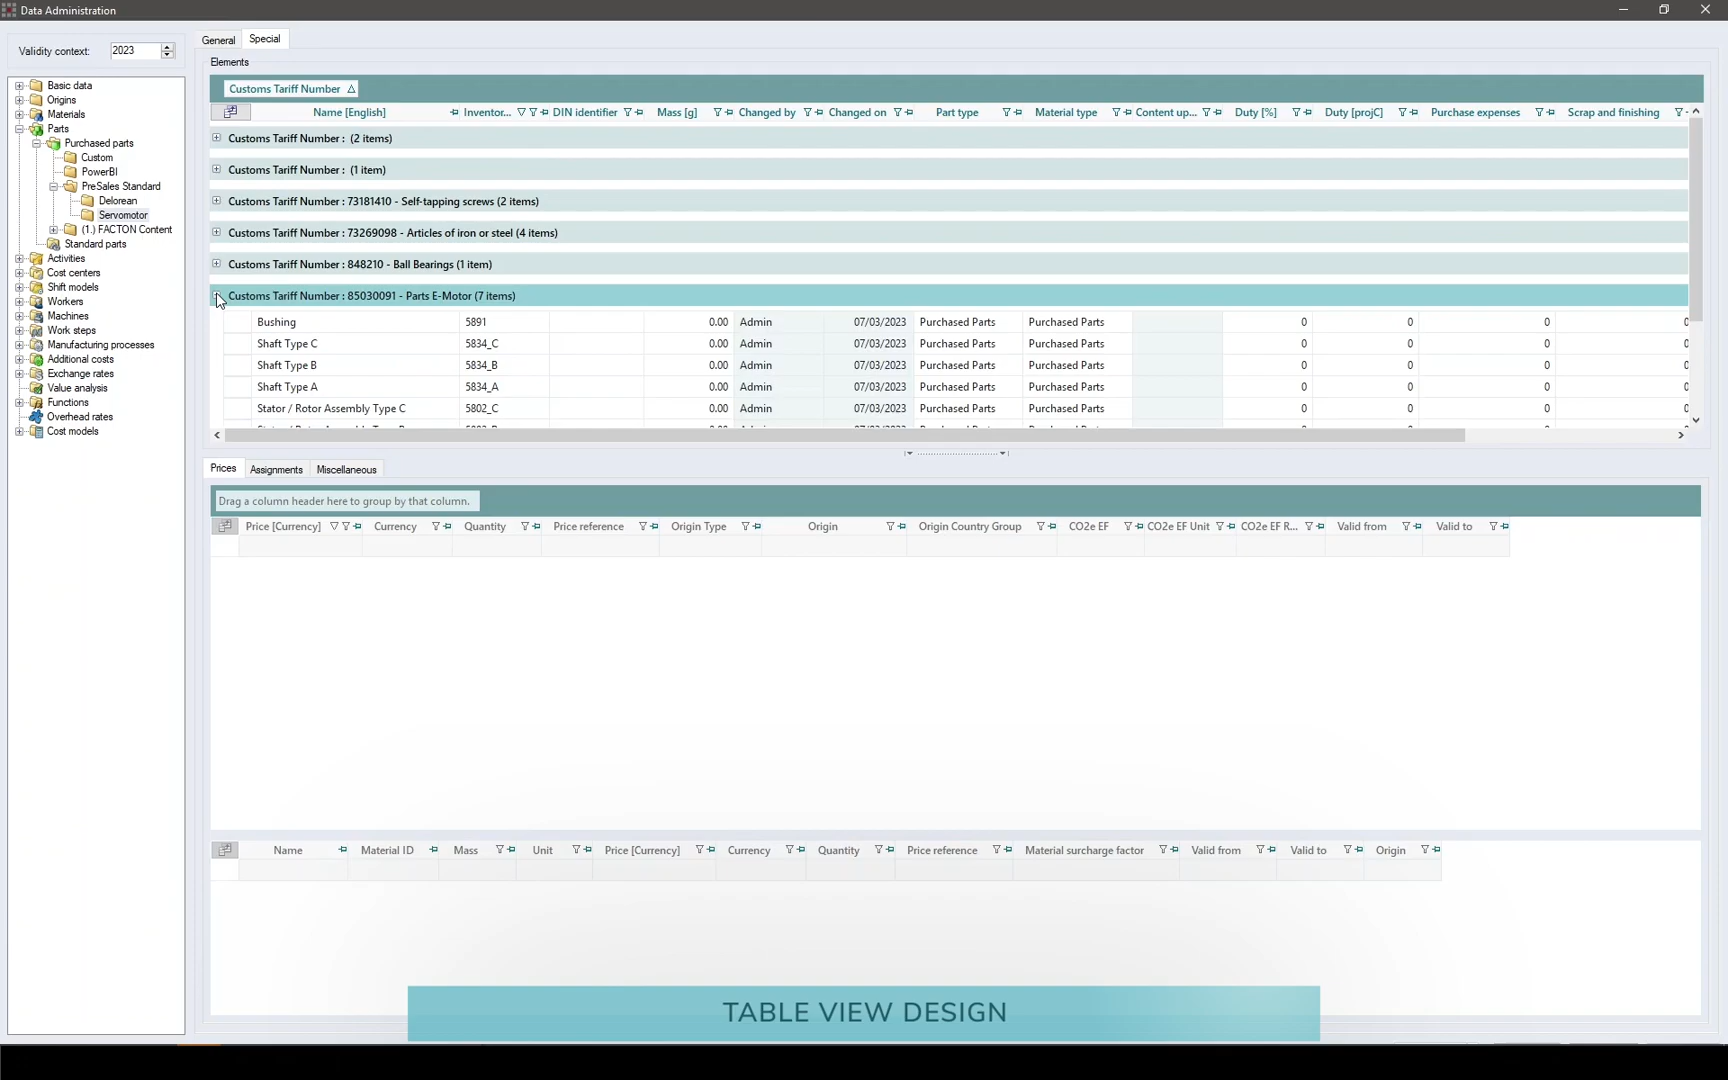 Data Administration
Validity context: 2023
Basic data
Origins
Materials
Parts
Purchased parts
Custom
PowerBI
PreSales Standard
Delorean
Servomotor
(1.) FACTON Content
Standard parts
Activities
Cost centers
Shift models
Workers
Machines
Work steps
Manufacturing processes
Additional costs
Exchange rates
Value analysis
Functions
Overhead rates
Cost models
General Special
Elements
Customs Tariff Number
Name [English] Inventor... DIN identifier Mass [g] Changed by Changed on Part type Material type Content up... Duty [%] Duty [projC] Purchase expenses Scrap and finishing
Customs Tariff Number : (2 items)
Customs Tariff Number : (1 item)
Customs Tariff Number : 73181410 - Self-tapping screws (2 items)
Customs Tariff Number : 73269098 - Articles of iron or steel (4 items)
Customs Tariff Number : 848210 - Ball Bearings (1 item)
Customs Tariff Number : 85030091 - Parts E-Motor (7 items)
Bushing 5891 0.00 Admin 07/03/2023 Purchased Parts Purchased Parts 0 0 0 0
Shaft Type C 5834_C 0.00 Admin 07/03/2023 Purchased Parts Purchased Parts 0 0 0 0
Shaft Type B 5834_B 0.00 Admin 07/03/2023 Purchased Parts Purchased Parts 0 0 0 0
Shaft Type A 5834_A 0.00 Admin 07/03/2023 Purchased Parts Purchased Parts 0 0 0 0
Stator / Rotor Assembly Type C 5802_C 0.00 Admin 07/03/2023 Purchased Parts Purchased Parts 0 0 0 0
Prices Assignments Miscellaneous
Drag a column header here to group by that column.
Price [Currency] Currency Quantity Price reference Origin Type Origin Origin Country Group CO2e EF CO2e EF Unit CO2e EF R... Valid from Valid to
Name Material ID Mass Unit Price [Currency] Currency Quantity Price reference Material surcharge factor Valid from Valid to Origin
TABLE VIEW DESIGN